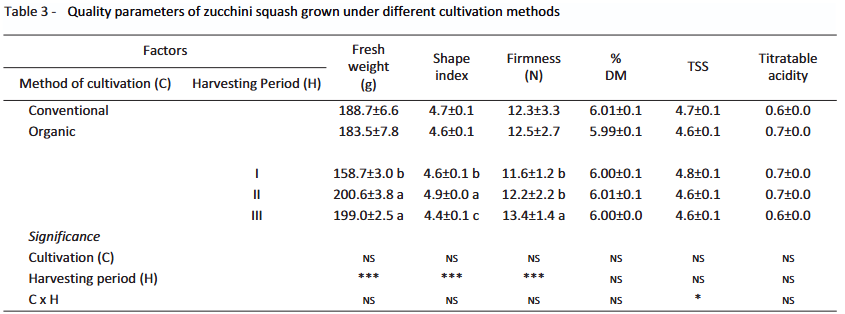 Table 3 - Quality parameters of zucchini squash grown under different cultivation methods
Factors
Method of cultivation (C) Harvesting Period (H)
Fresh weight (g)
Shape index
Firmness (N)
% DM
TSS
Titratable acidity
Conventional 188.7±6.6 4.7±0.1 12.3±3.3 6.01±0.1 4.7±0.1 0.6±0.0
Organic 183.5±7.8 4.6±0.1 12.5±2.7 5.99±0.1 4.6±0.1 0.7±0.0
I 158.7±3.0 b 4.6±0.1 b 11.6±1.2 b 6.00±0.1 4.8±0.1 0.7±0.0
II 200.6±3.8 a 4.9±0.0 a 12.2±2.2 b 6.01±0.1 4.6±0.1 0.7±0.0
III 199.0±2.5 a 4.4±0.1 c 13.4±1.4 a 6.00±0.0 4.6±0.1 0.6±0.0
Significance
Cultivation (C) NS NS NS NS NS NS
Harvesting period (H) *** *** *** NS NS NS
C x H NS NS NS NS * NS